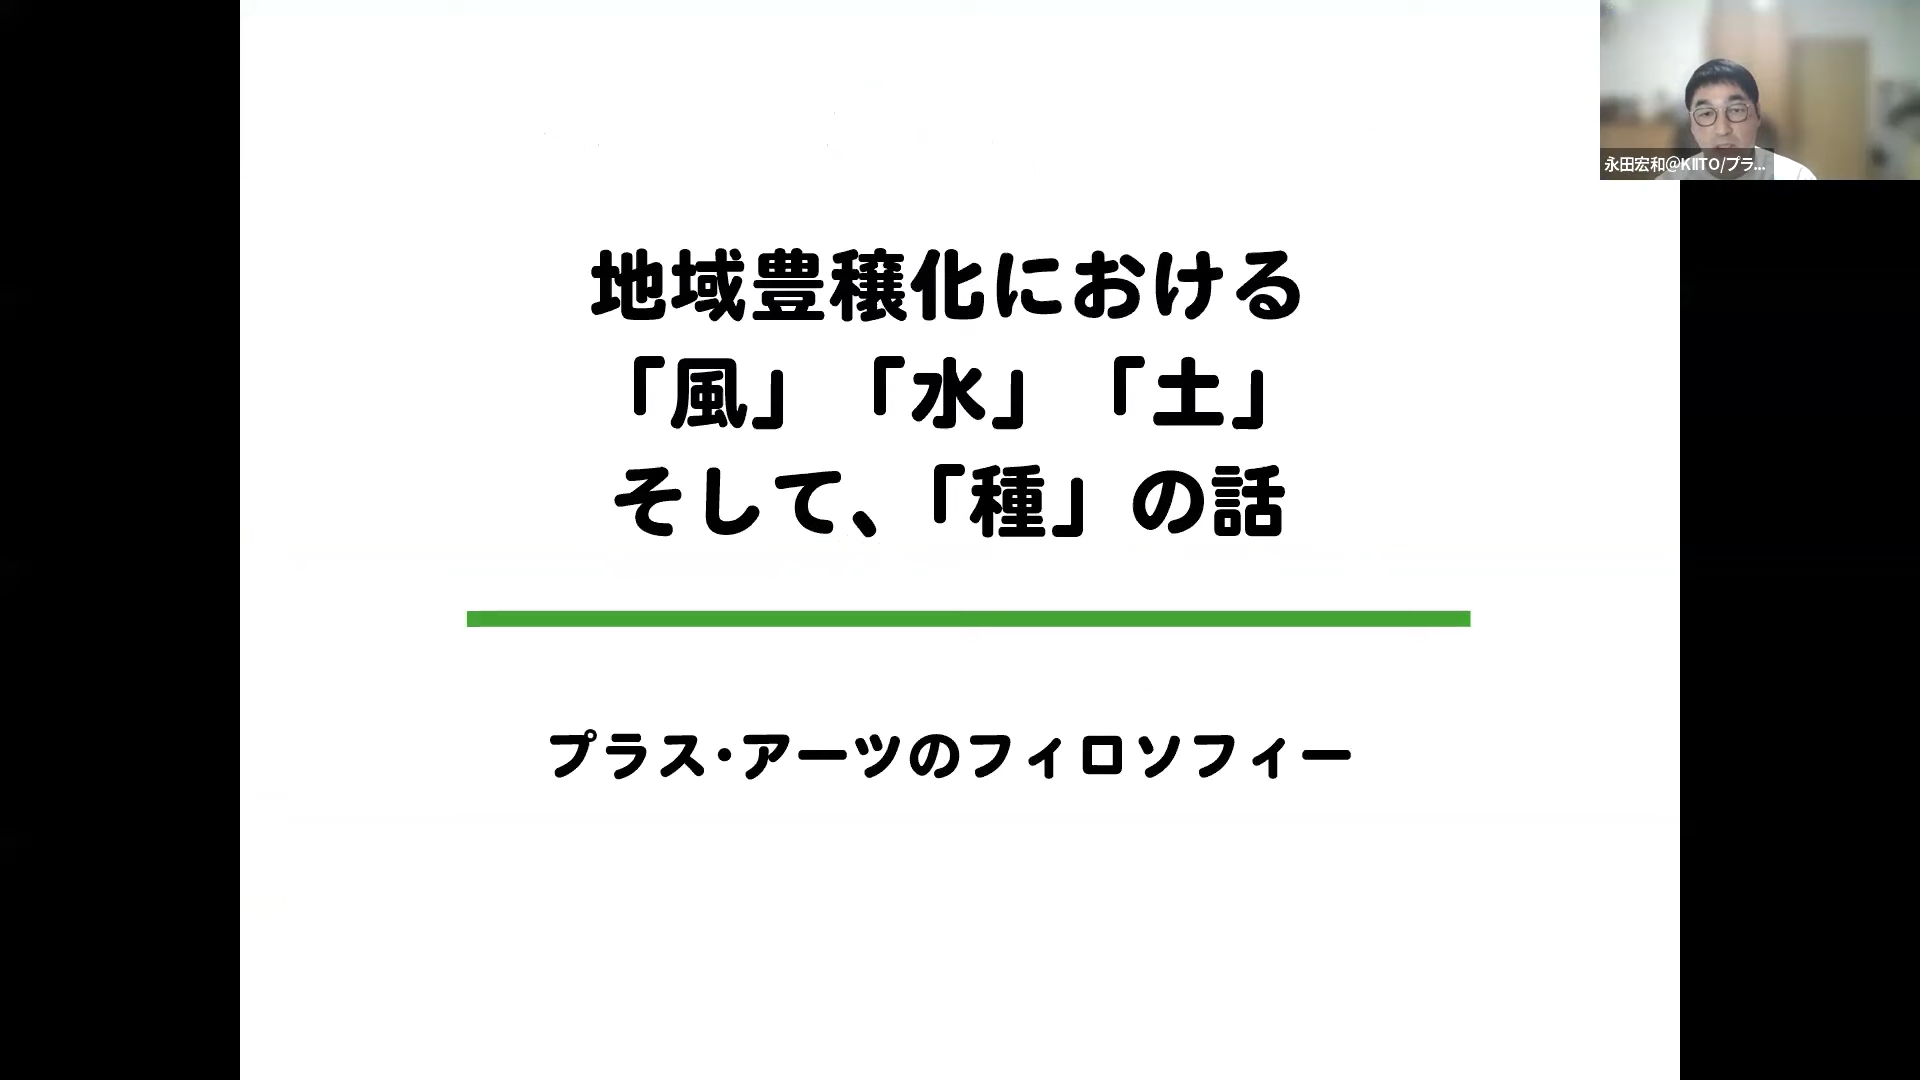 地域豊穣化における
「風」「水」「土」
そして、「種」の話
プラス・アーツのフィロソフィー
永田宏和@KIITO/プラ...